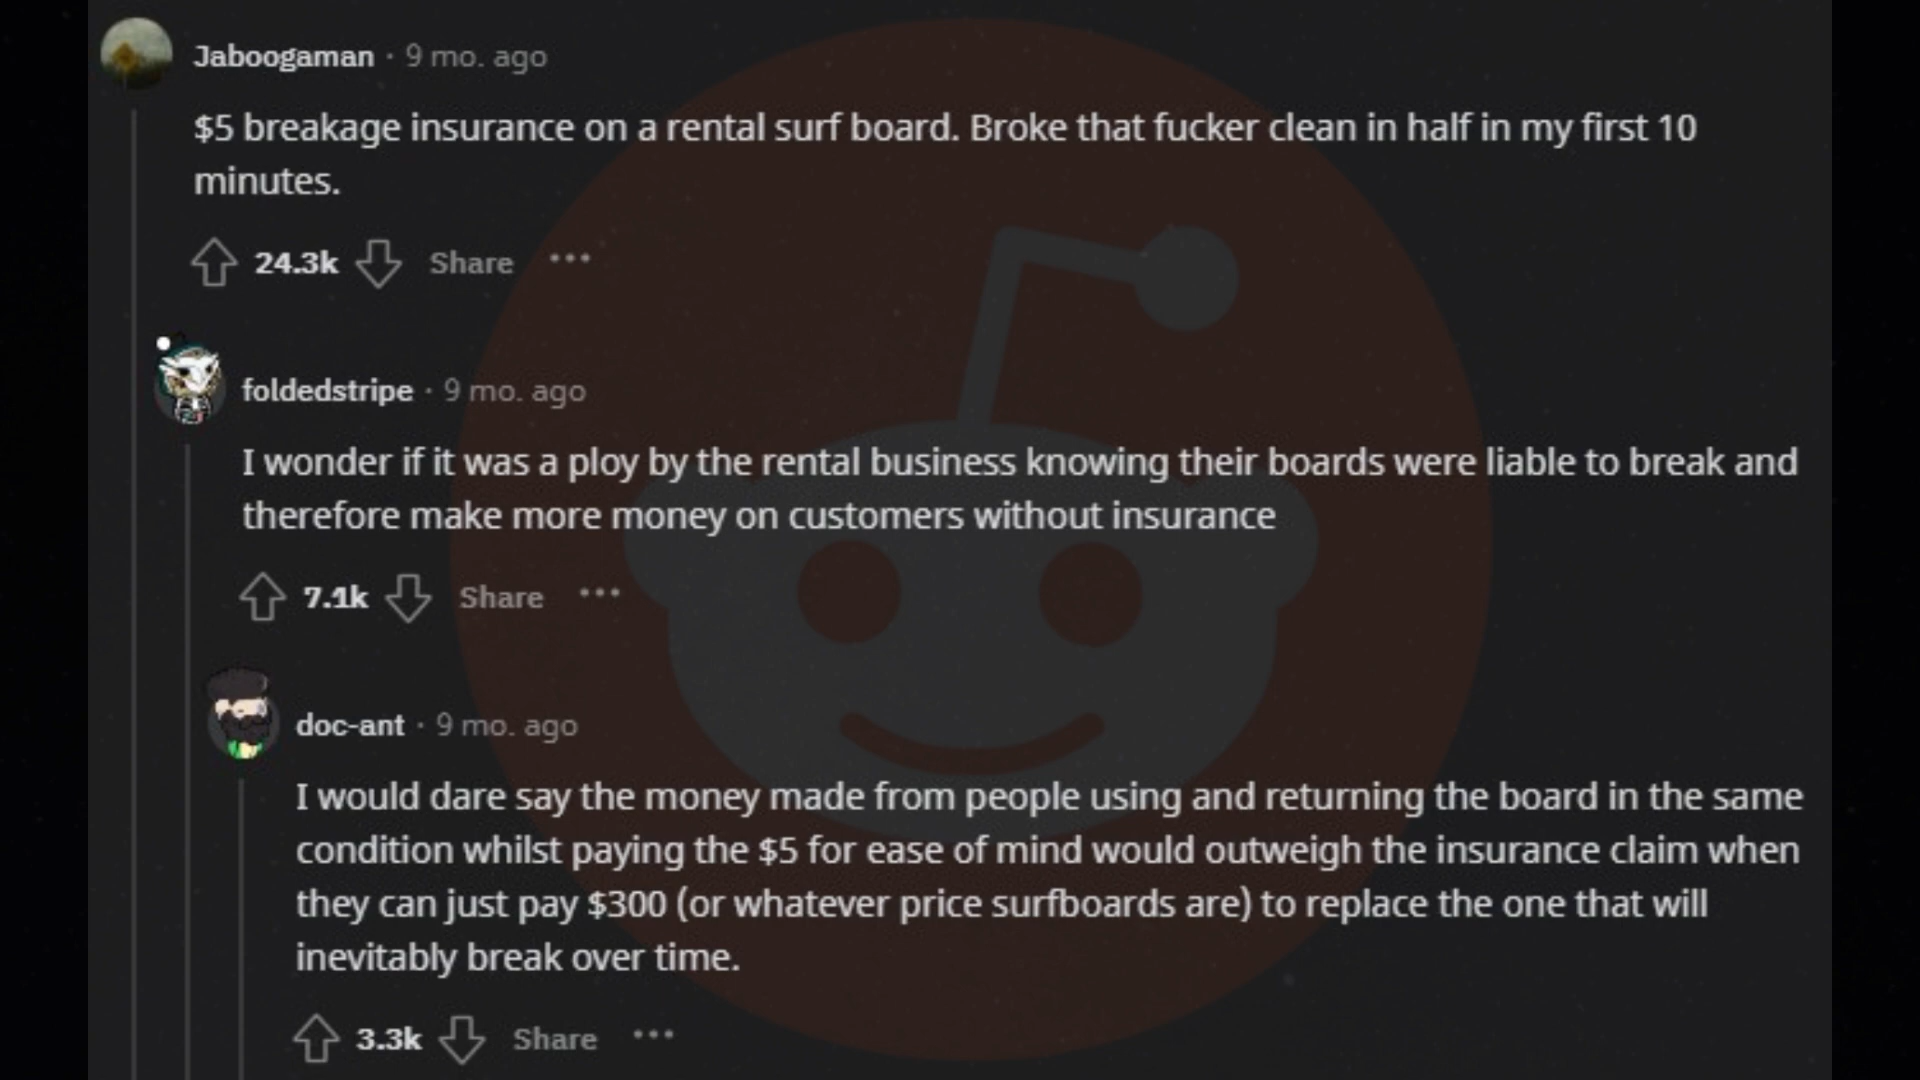 Jaboogaman · 9 mo. ago
$5 breakage insurance on a rental surf board. Broke that fucker clean in half in my first 10
minutes.
24.3k Share ···
foldedstripe · 9 mo. ago
I wonder if it was a ploy by the rental business knowing their boards were liable to break and
therefore make more money on customers without insurance
7.1k Share ···
doc-ant · 9 mo. ago
I would dare say the money made from people using and returning the board in the same
condition whilst paying the $5 for ease of mind would outweigh the insurance claim when
they can just pay $300 (or whatever price surfboards are) to replace the one that will
inevitably break over time.
3.3k Share ···